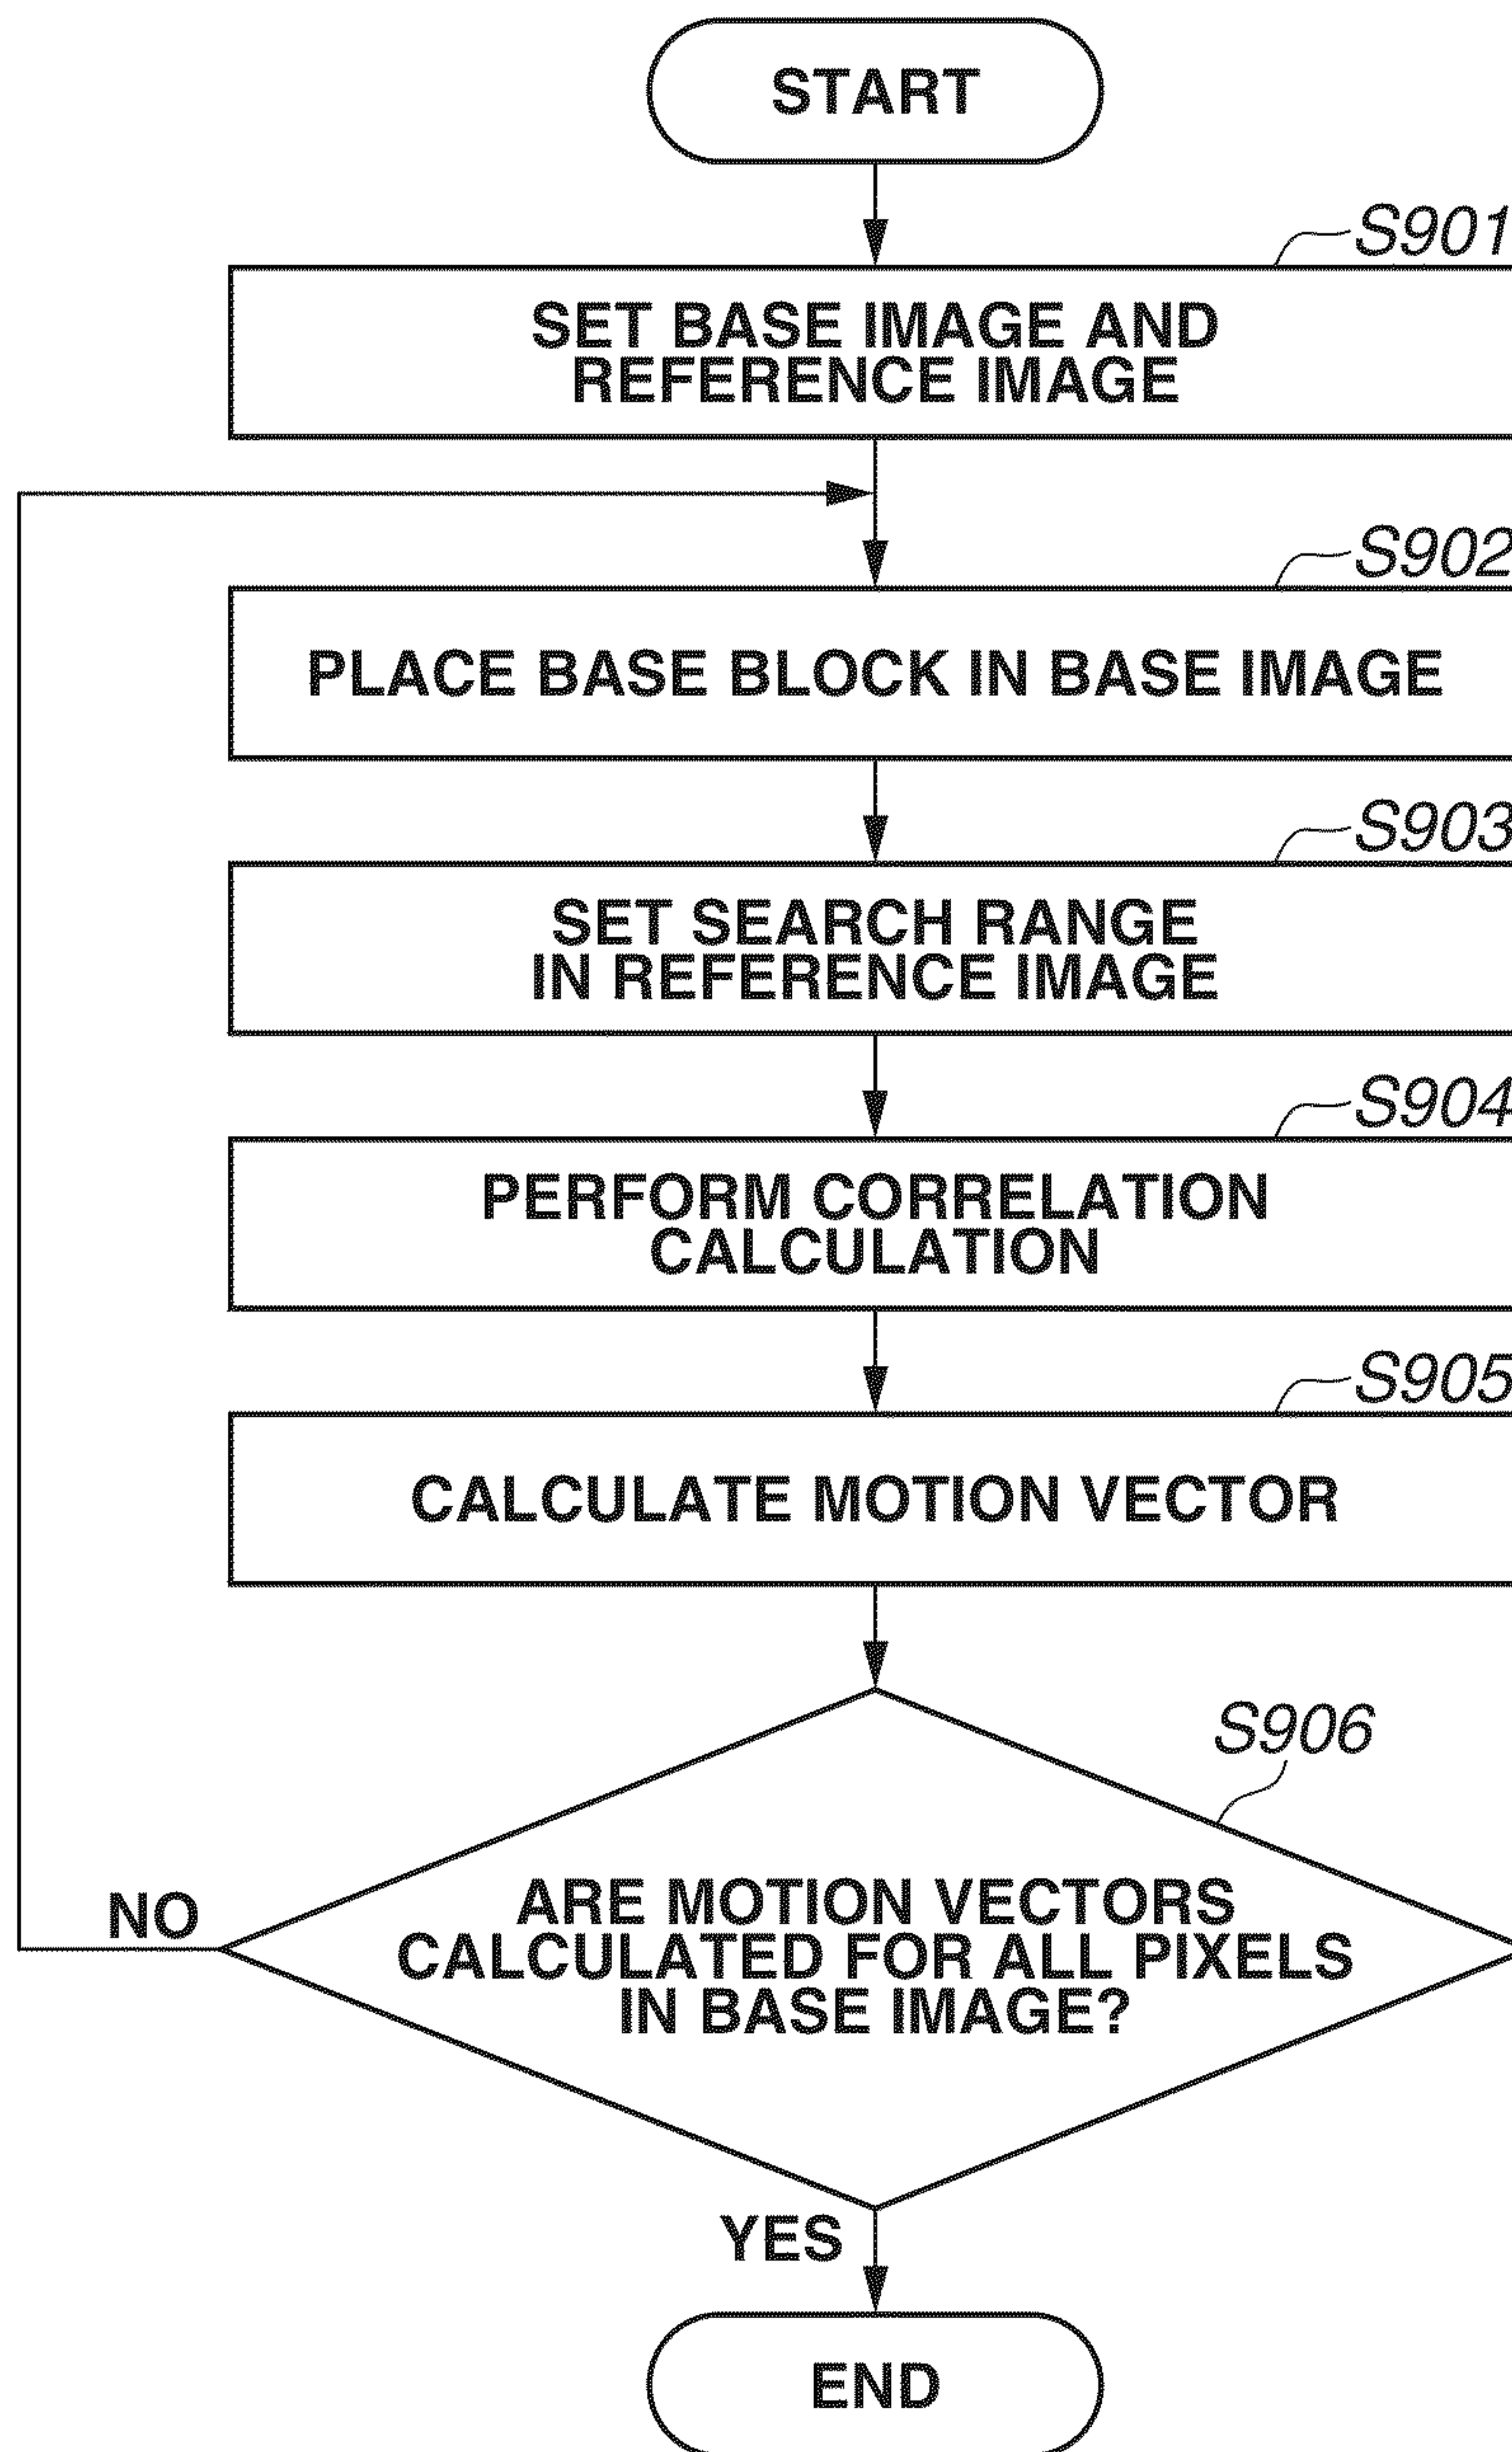 START
S901
SET BASE IMAGE AND
REFERENCE IMAGE
S902
PLACE BASE BLOCK IN BASE IMAGE
S903
SET SEARCH RANGE
IN REFERENCE IMAGE
S904
PERFORM CORRELATION
CALCULATION
S905
CALCULATE MOTION VECTOR
S906
ARE MOTION VECTORS
CALCULATED FOR ALL PIXELS
IN BASE IMAGE?
NO
YES
END